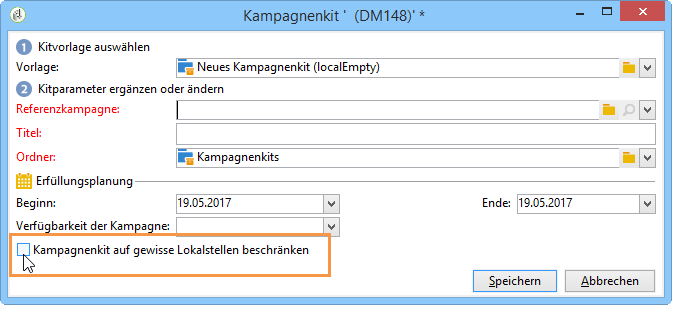 Kampagnenkit ' (DM148)' *
1 Kitvorlage auswählen
Vorlage: Neues Kampagnenkit (localEmpty)
2 Kitparameter ergänzen oder ändern
Referenzkampagne:
Titel:
Ordner: Kampagnenkits
Erfüllungsplanung
Beginn: 19.05.2017 Ende: 19.05.2017
Verfügbarkeit der Kampagne:
Kampagnenkit auf gewisse Lokalstellen beschränken
Speichern Abbrechen